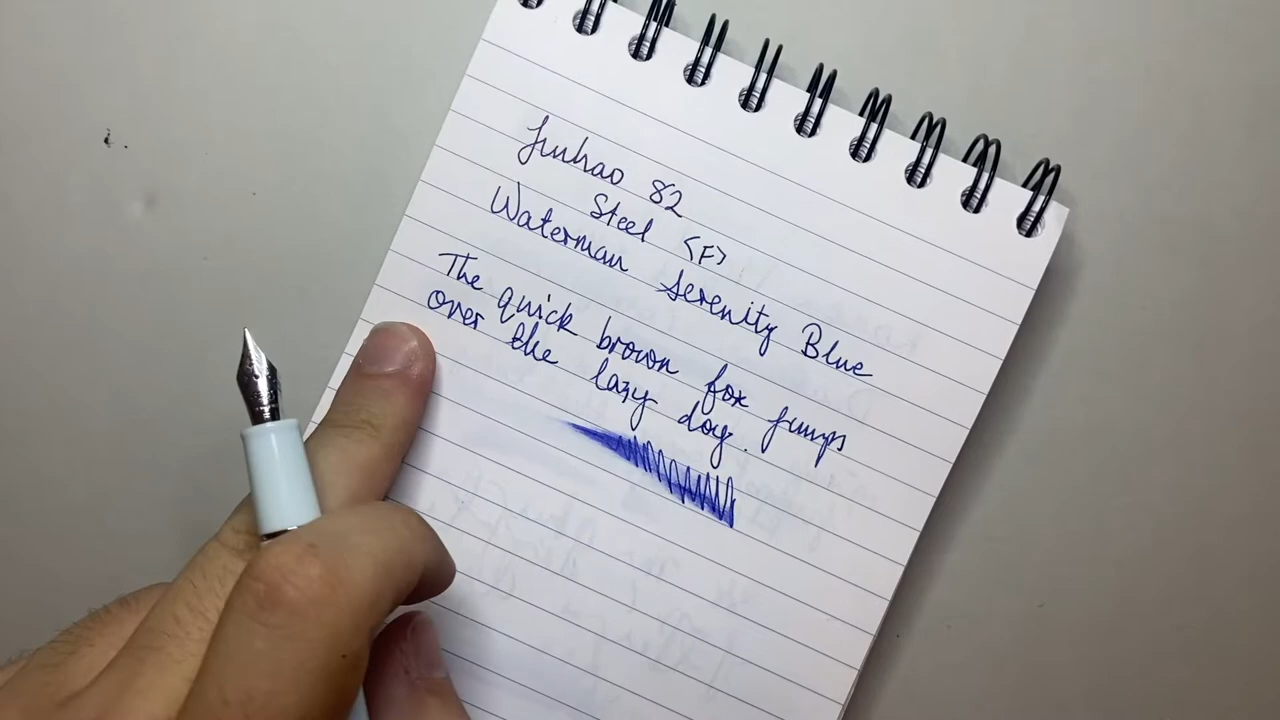 Jinhao 82
Steel <F>
Waterman Serenity Blue
The quick brown fox jumps
over the lazy dog.